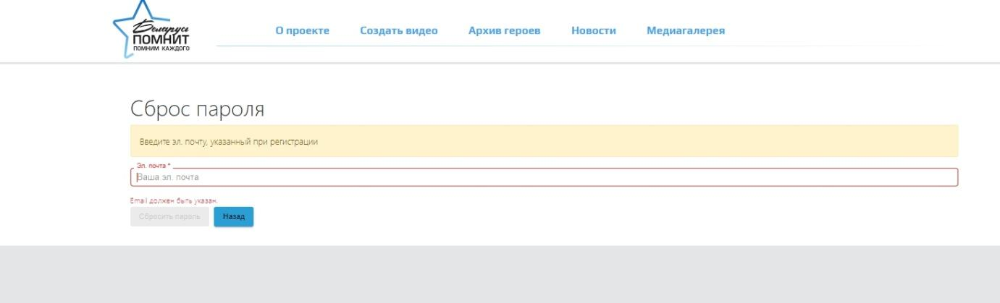 Беларусь
ПОМНИТ
ПОМНИМ КАЖДОГО
О проекте Создать видео Архив героев Новости Медиагалерея
Сброс пароля
Введите эл. почту, указанный при регистрации
Эл. почта *
Ваша эл. почта
Email должен быть указан.
Сбросить пароль Назад